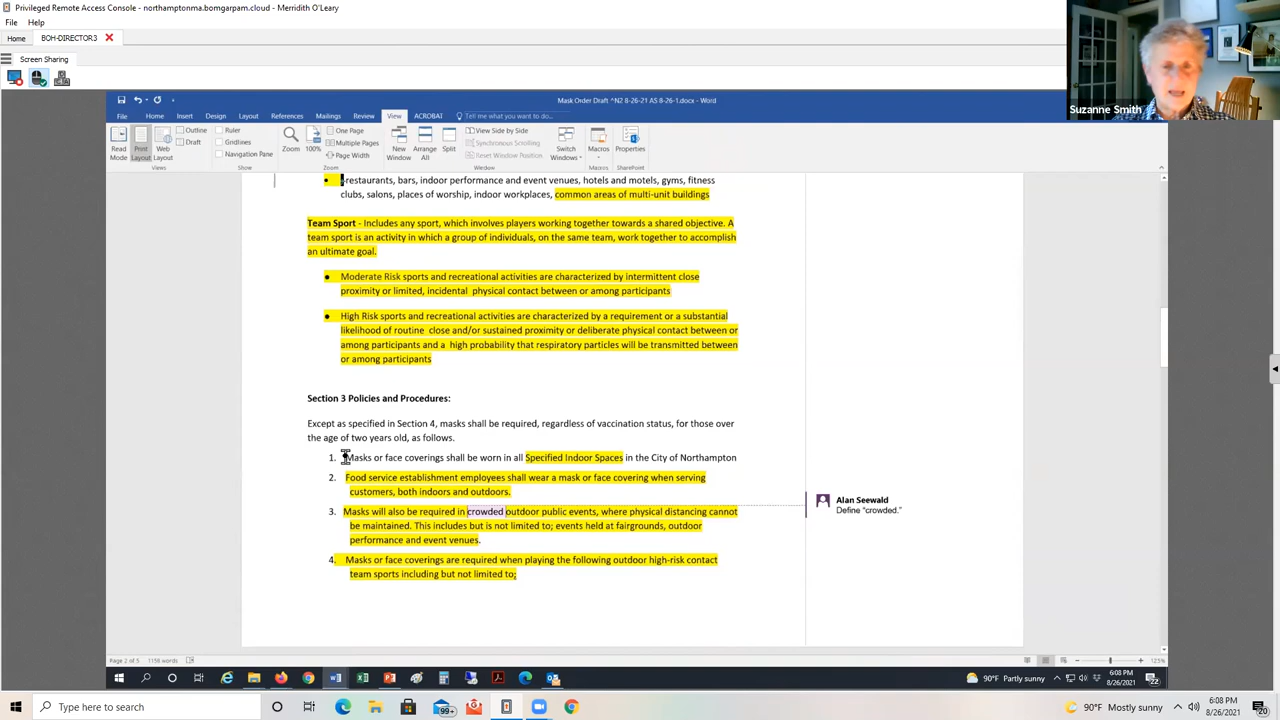 Privileged Remote Access Console - northamptonma.bomgarpam.cloud - Meridith O'Leary
File Help
Home BOH-DIRECTOR3
Screen Sharing
Suzanne Smith
Mask Order Draft ^N2 8-26-21 AS 8-26-1.docx - Word
File Home Insert Design Layout References Mailings Review View ACROBAT Tell me what you want to do...
Read Mode Print Layout Web Layout Outline Draft
Views
Ruler Gridlines Navigation Pane
Show
Zoom 100% One Page Multiple Pages Page Width
Zoom
New Window Arrange All Split View Side by Side Synchronous Scrolling Reset Window Position Switch Windows
Window
Macros
Macros
Properties
SharePoint
• -restaurants, bars, indoor performance and event venues, hotels and motels, gyms, fitness
clubs, salons, places of worship, indoor workplaces, common areas of multi-unit buildings
Team Sport - Includes any sport, which involves players working together towards a shared objective. A
team sport is an activity in which a group of individuals, on the same team, work together to accomplish
an ultimate goal.
• Moderate Risk sports and recreational activities are characterized by intermittent close
proximity or limited, incidental physical contact between or among participants
• High Risk sports and recreational activities are characterized by a requirement or a substantial
likelihood of routine close and/or sustained proximity or deliberate physical contact between or
among participants and a high probability that respiratory particles will be transmitted between
or among participants
Section 3 Policies and Procedures:
Except as specified in Section 4, masks shall be required, regardless of vaccination status, for those over
the age of two years old, as follows.
1. Masks or face coverings shall be worn in all Specified Indoor Spaces in the City of Northampton
2. Food service establishment employees shall wear a mask or face covering when serving
customers, both indoors and outdoors.
3. Masks will also be required in crowded outdoor public events, where physical distancing cannot
be maintained. This includes but is not limited to; events held at fairgrounds, outdoor
performance and event venues.
4. Masks or face coverings are required when playing the following outdoor high-risk contact
team sports including but not limited to;
Alan Seewald
Define "crowded."
Page 2 of 5 1156 words 125%
90°F Partly sunny 6:08 PM
8/26/2021 22
Type here to search 99+ 90°F Mostly sunny 6:08 PM
8/26/2021 20